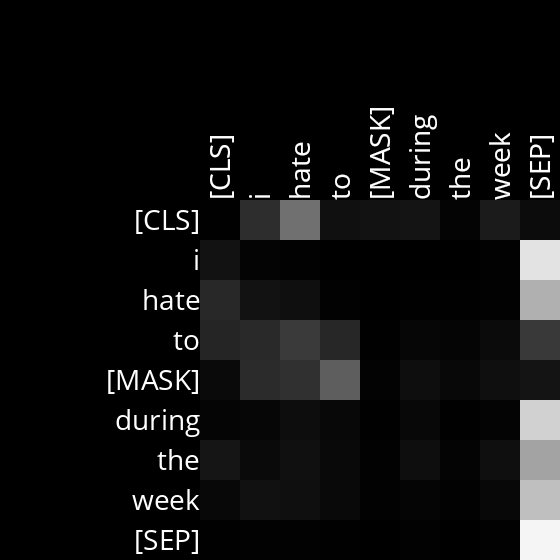 [CLS] i hate to [MASK] during the week [SEP]
[CLS]
i
hate
to
[MASK]
during
the
week
[SEP]